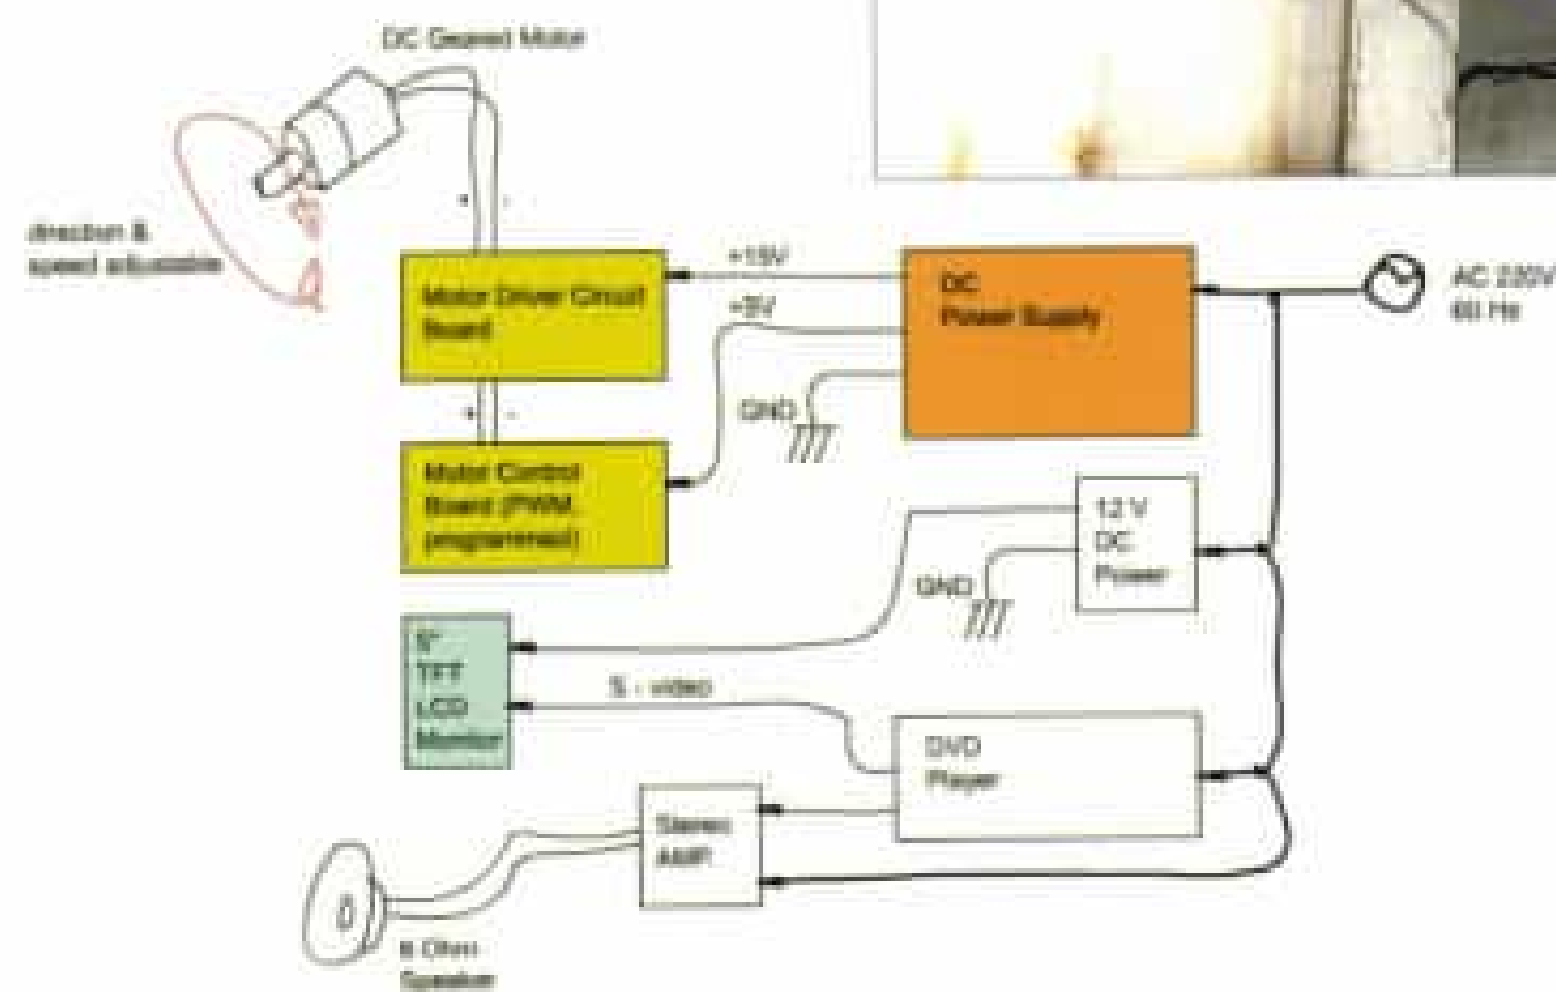 DC Geared Motor
direction &
speed adjustable
+ -
Motor Driver Circuit
Board
+15V
+5V
GND
DC
Power Supply
AC 220V
60 Hz
+ -
Motor Control
Board (PWM,
programmed)
12 V
DC
Power
GND
TFT
LCD
Monitor
S - video
DVD
Player
Stereo
AMP.
Ohm
Speaker